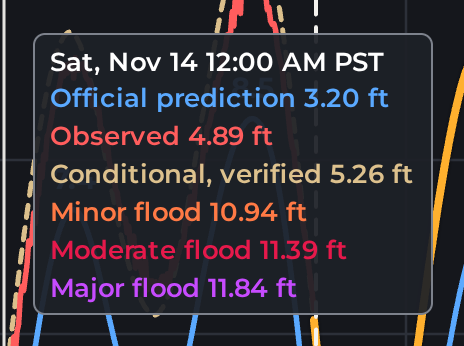 Sat, Nov 14 12:00 AM PST
Official prediction 3.20 ft
Observed 4.89 ft
Conditional, verified 5.26 ft
Minor flood 10.94 ft
Moderate flood 11.39 ft
Major flood 11.84 ft